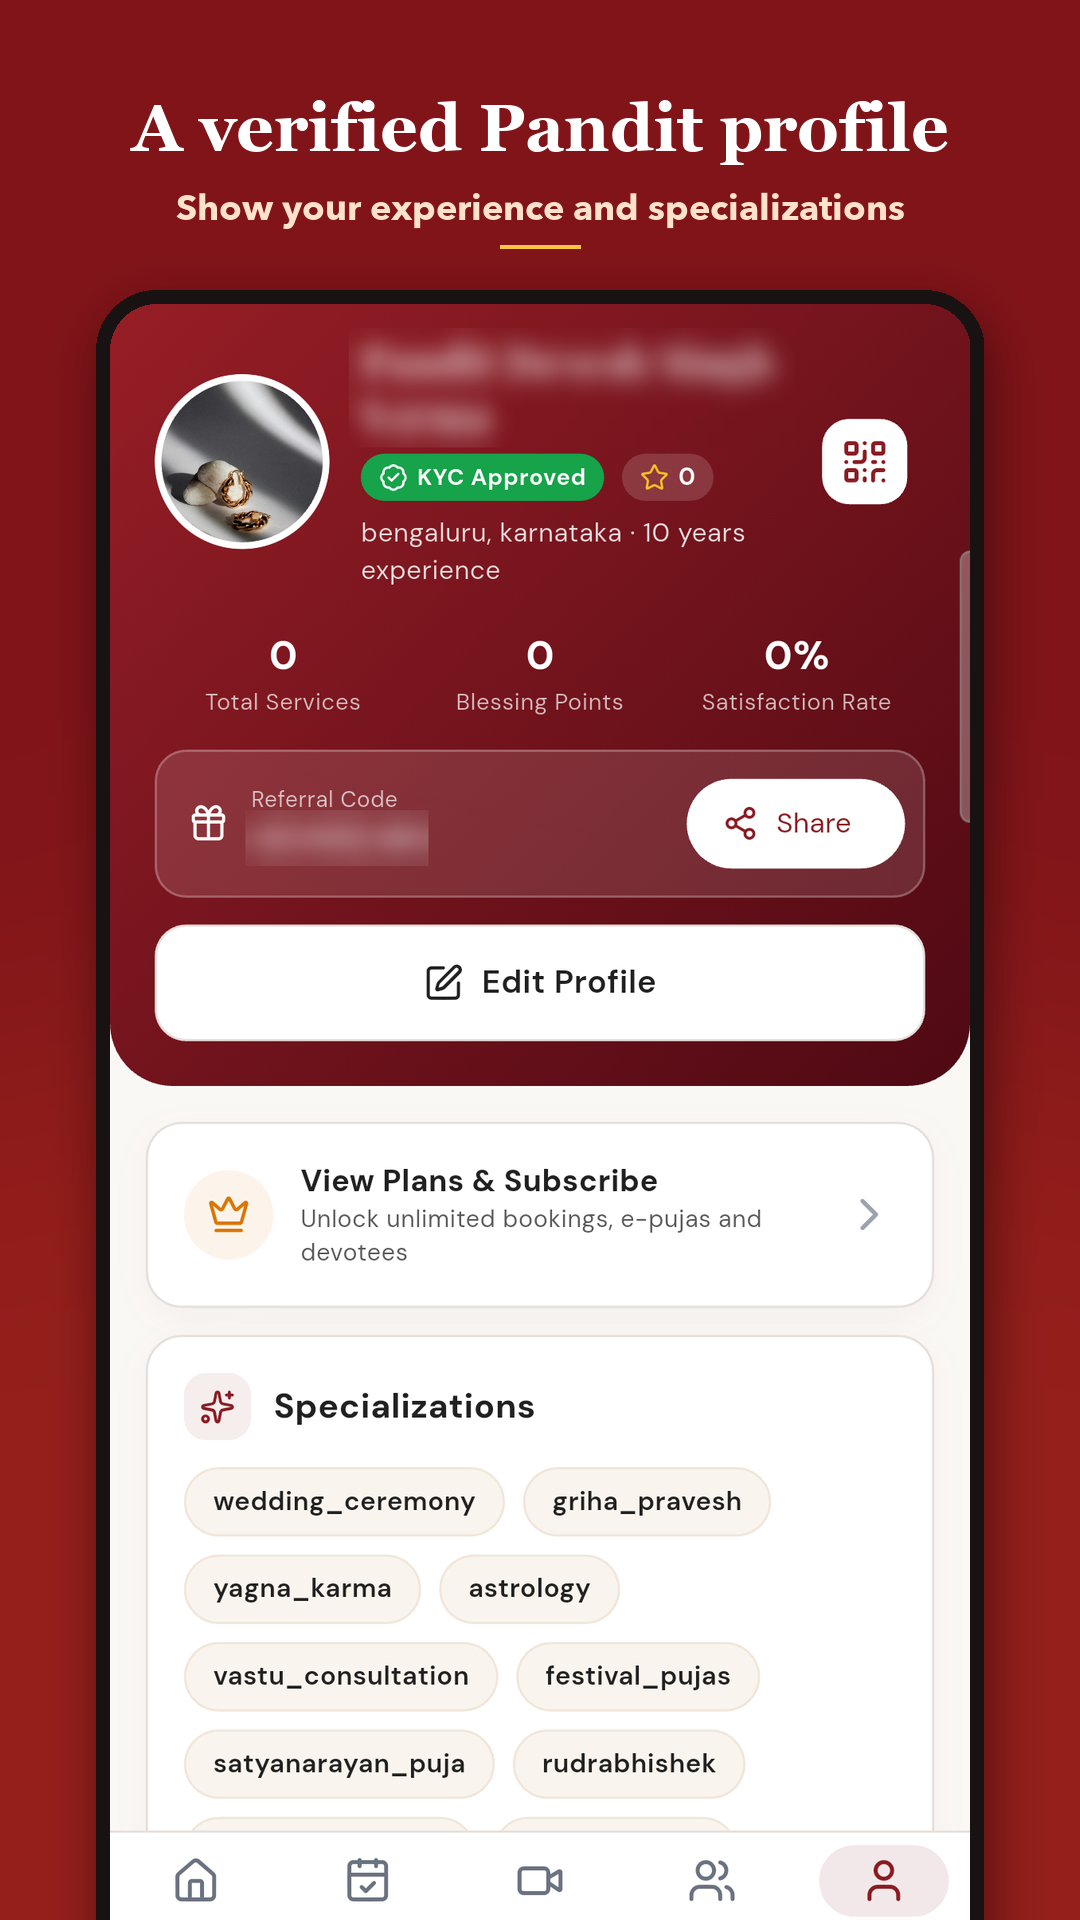 A verified Pandit profile
Show your experience and specializations
KYC Approved
0
bengaluru, karnataka · 10 years
experience
0
0
0%
Total Services
Blessing Points
Satisfaction Rate
Referral Code
Share
Edit Profile
View Plans & Subscribe
Unlock unlimited bookings, e-pujas and
devotees
Specializations
wedding_ceremony
griha_pravesh
yagna_karma
astrology
vastu_consultation
festival_pujas
satyanarayan_puja
rudrabhishek